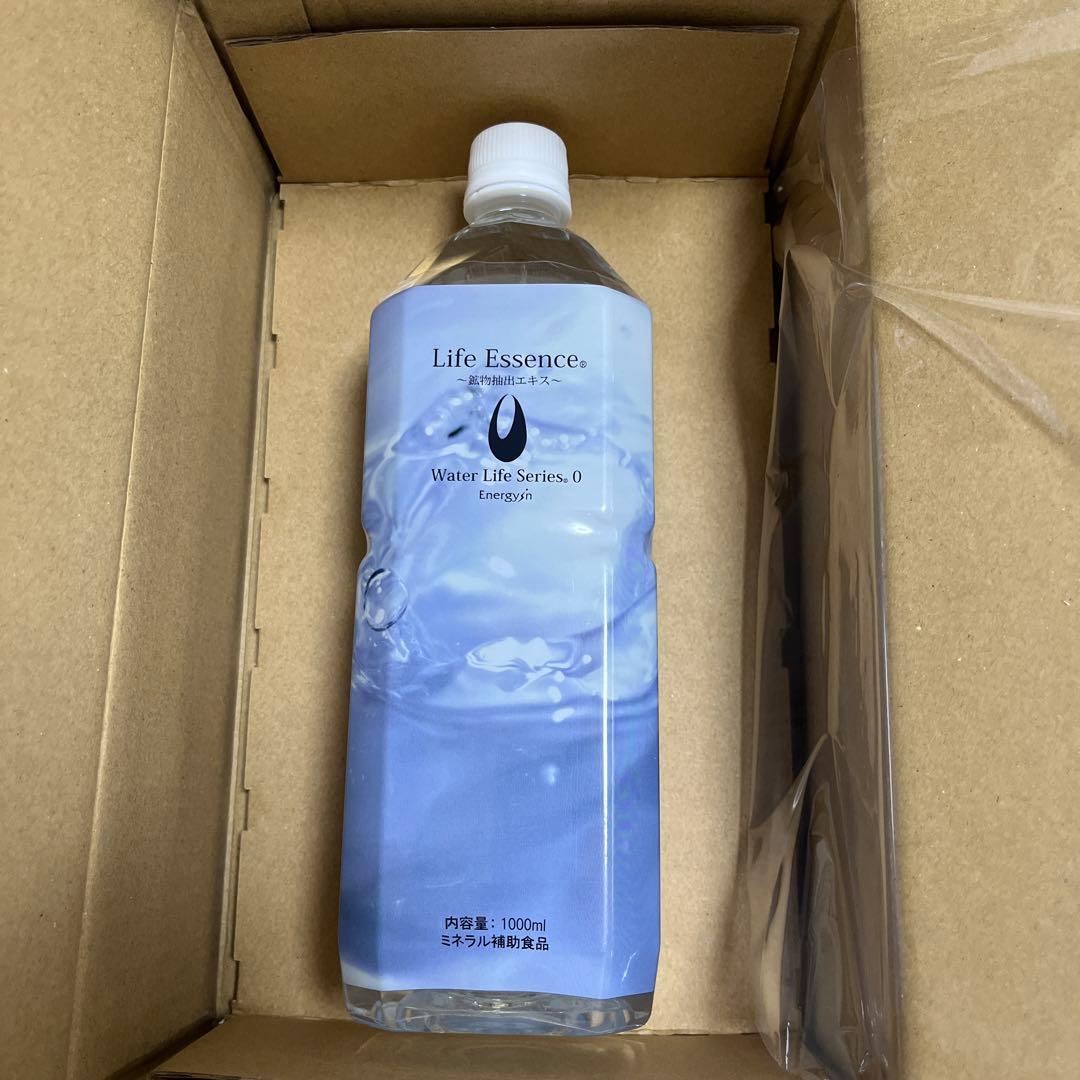 Life Essence®
～鉱物抽出エキス～
Water Life Series® 0
Energysin
内容量：1000ml
ミネラル補助食品